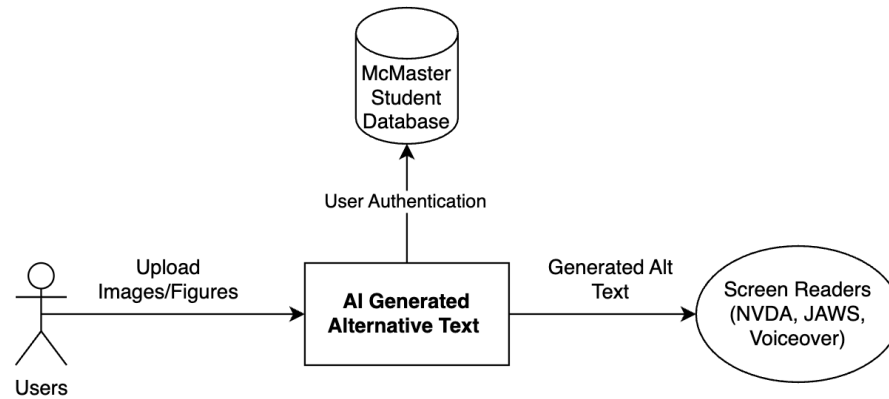 McMaster
Student
Database
User Authentication
Upload
Images/Figures
AI Generated
Alternative Text
Generated Alt
Text
Screen Readers
(NVDA, JAWS,
Voiceover)
Users